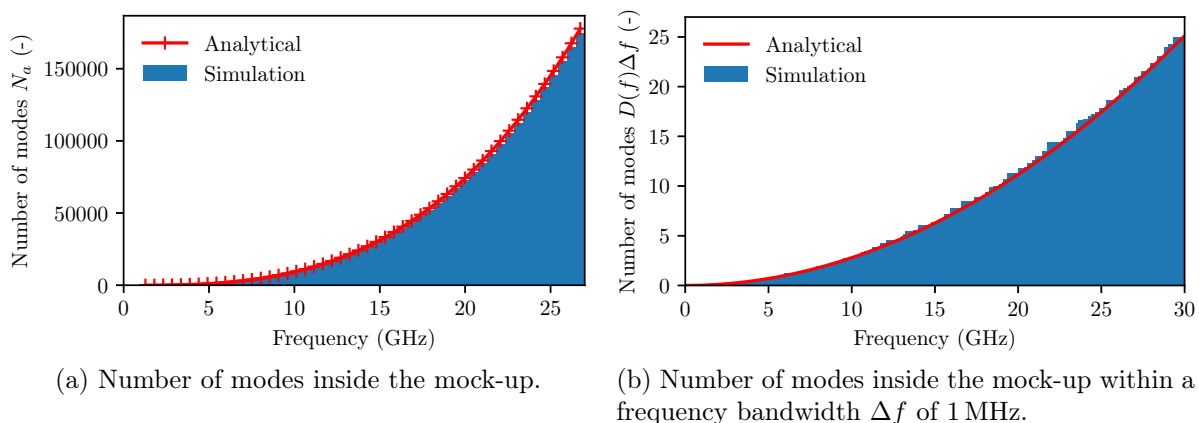 Number of modes Nₐ (-)
150000
100000
50000
0
Analytical
Simulation
0 5 10 15 20 25
Frequency (GHz)
(a) Number of modes inside the mock-up.
Number of modes D(f)Δf (-)
25
20
15
10
5
0
Analytical
Simulation
0 5 10 15 20 25 30
Frequency (GHz)
(b) Number of modes inside the mock-up within a
frequency bandwidth Δf of 1 MHz.